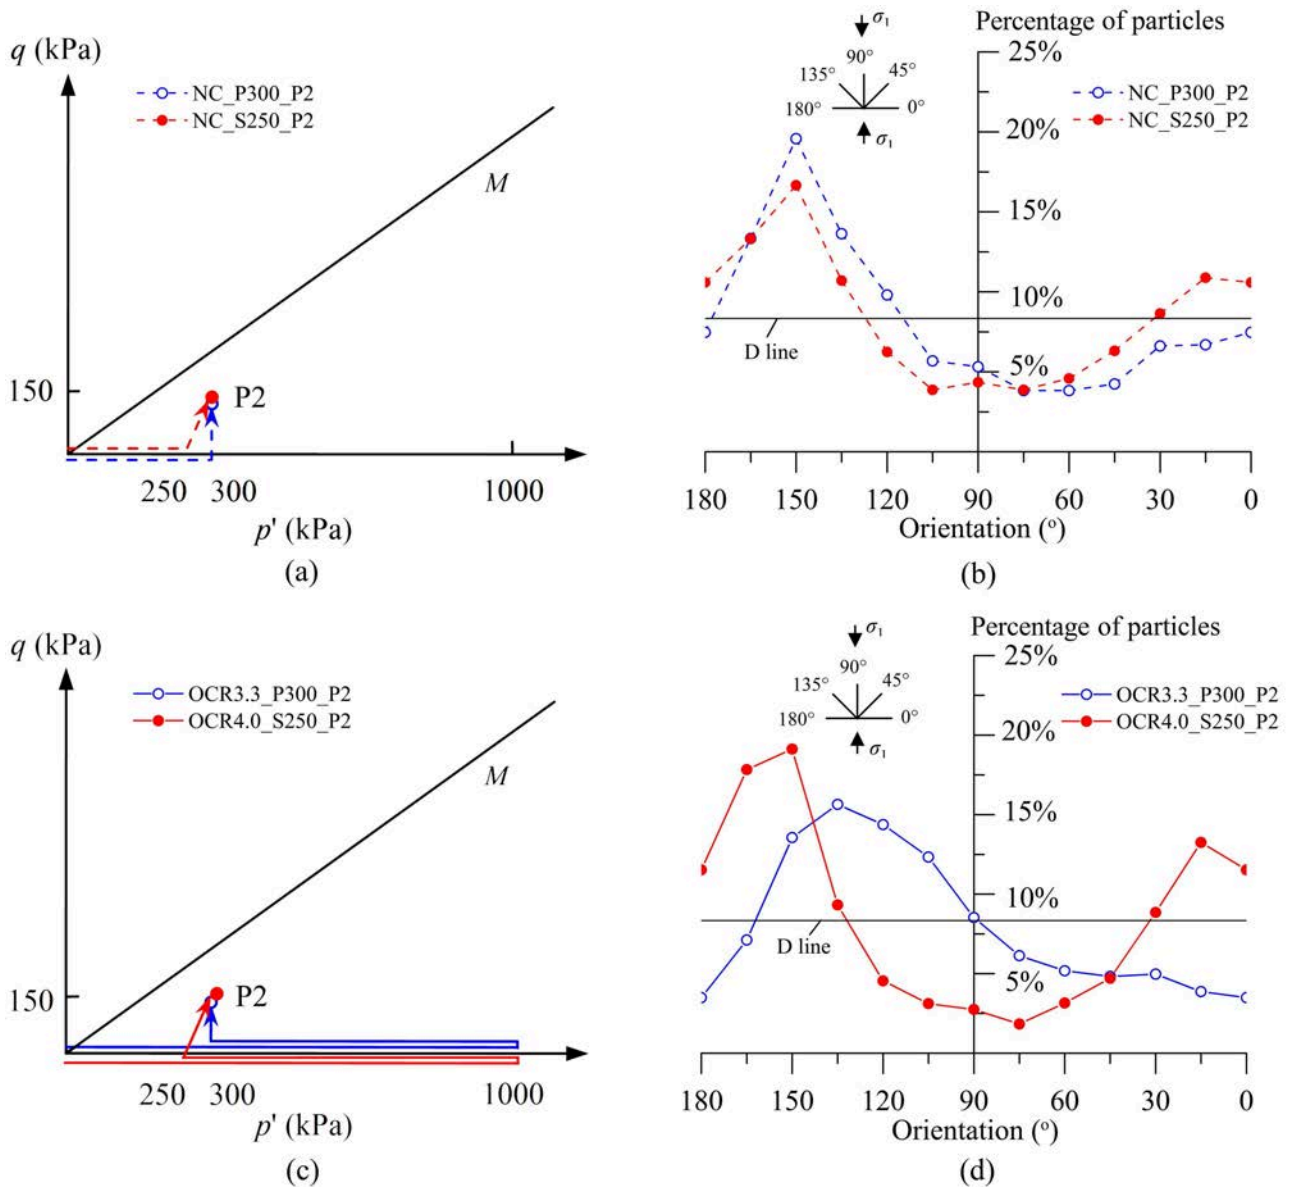 q (kPa)
NC_P300_P2
NC_S250_P2
M
150
P2
250 300 1000
p' (kPa)
(a)
σ1
Percentage of particles
25%
90°
135° 45°
180° 0°
σ1
NC_P300_P2
NC_S250_P2
20%
15%
10%
D line
5%
180 150 120 90 60 30 0
Orientation (°)
(b)
q (kPa)
OCR3.3_P300_P2
OCR4.0_S250_P2
M
150
P2
250 300 1000
p' (kPa)
(c)
σ1
Percentage of particles
25%
90°
135° 45°
180° 0°
σ1
OCR3.3_P300_P2
OCR4.0_S250_P2
20%
15%
10%
D line
5%
180 150 120 90 60 30 0
Orientation (°)
(d)